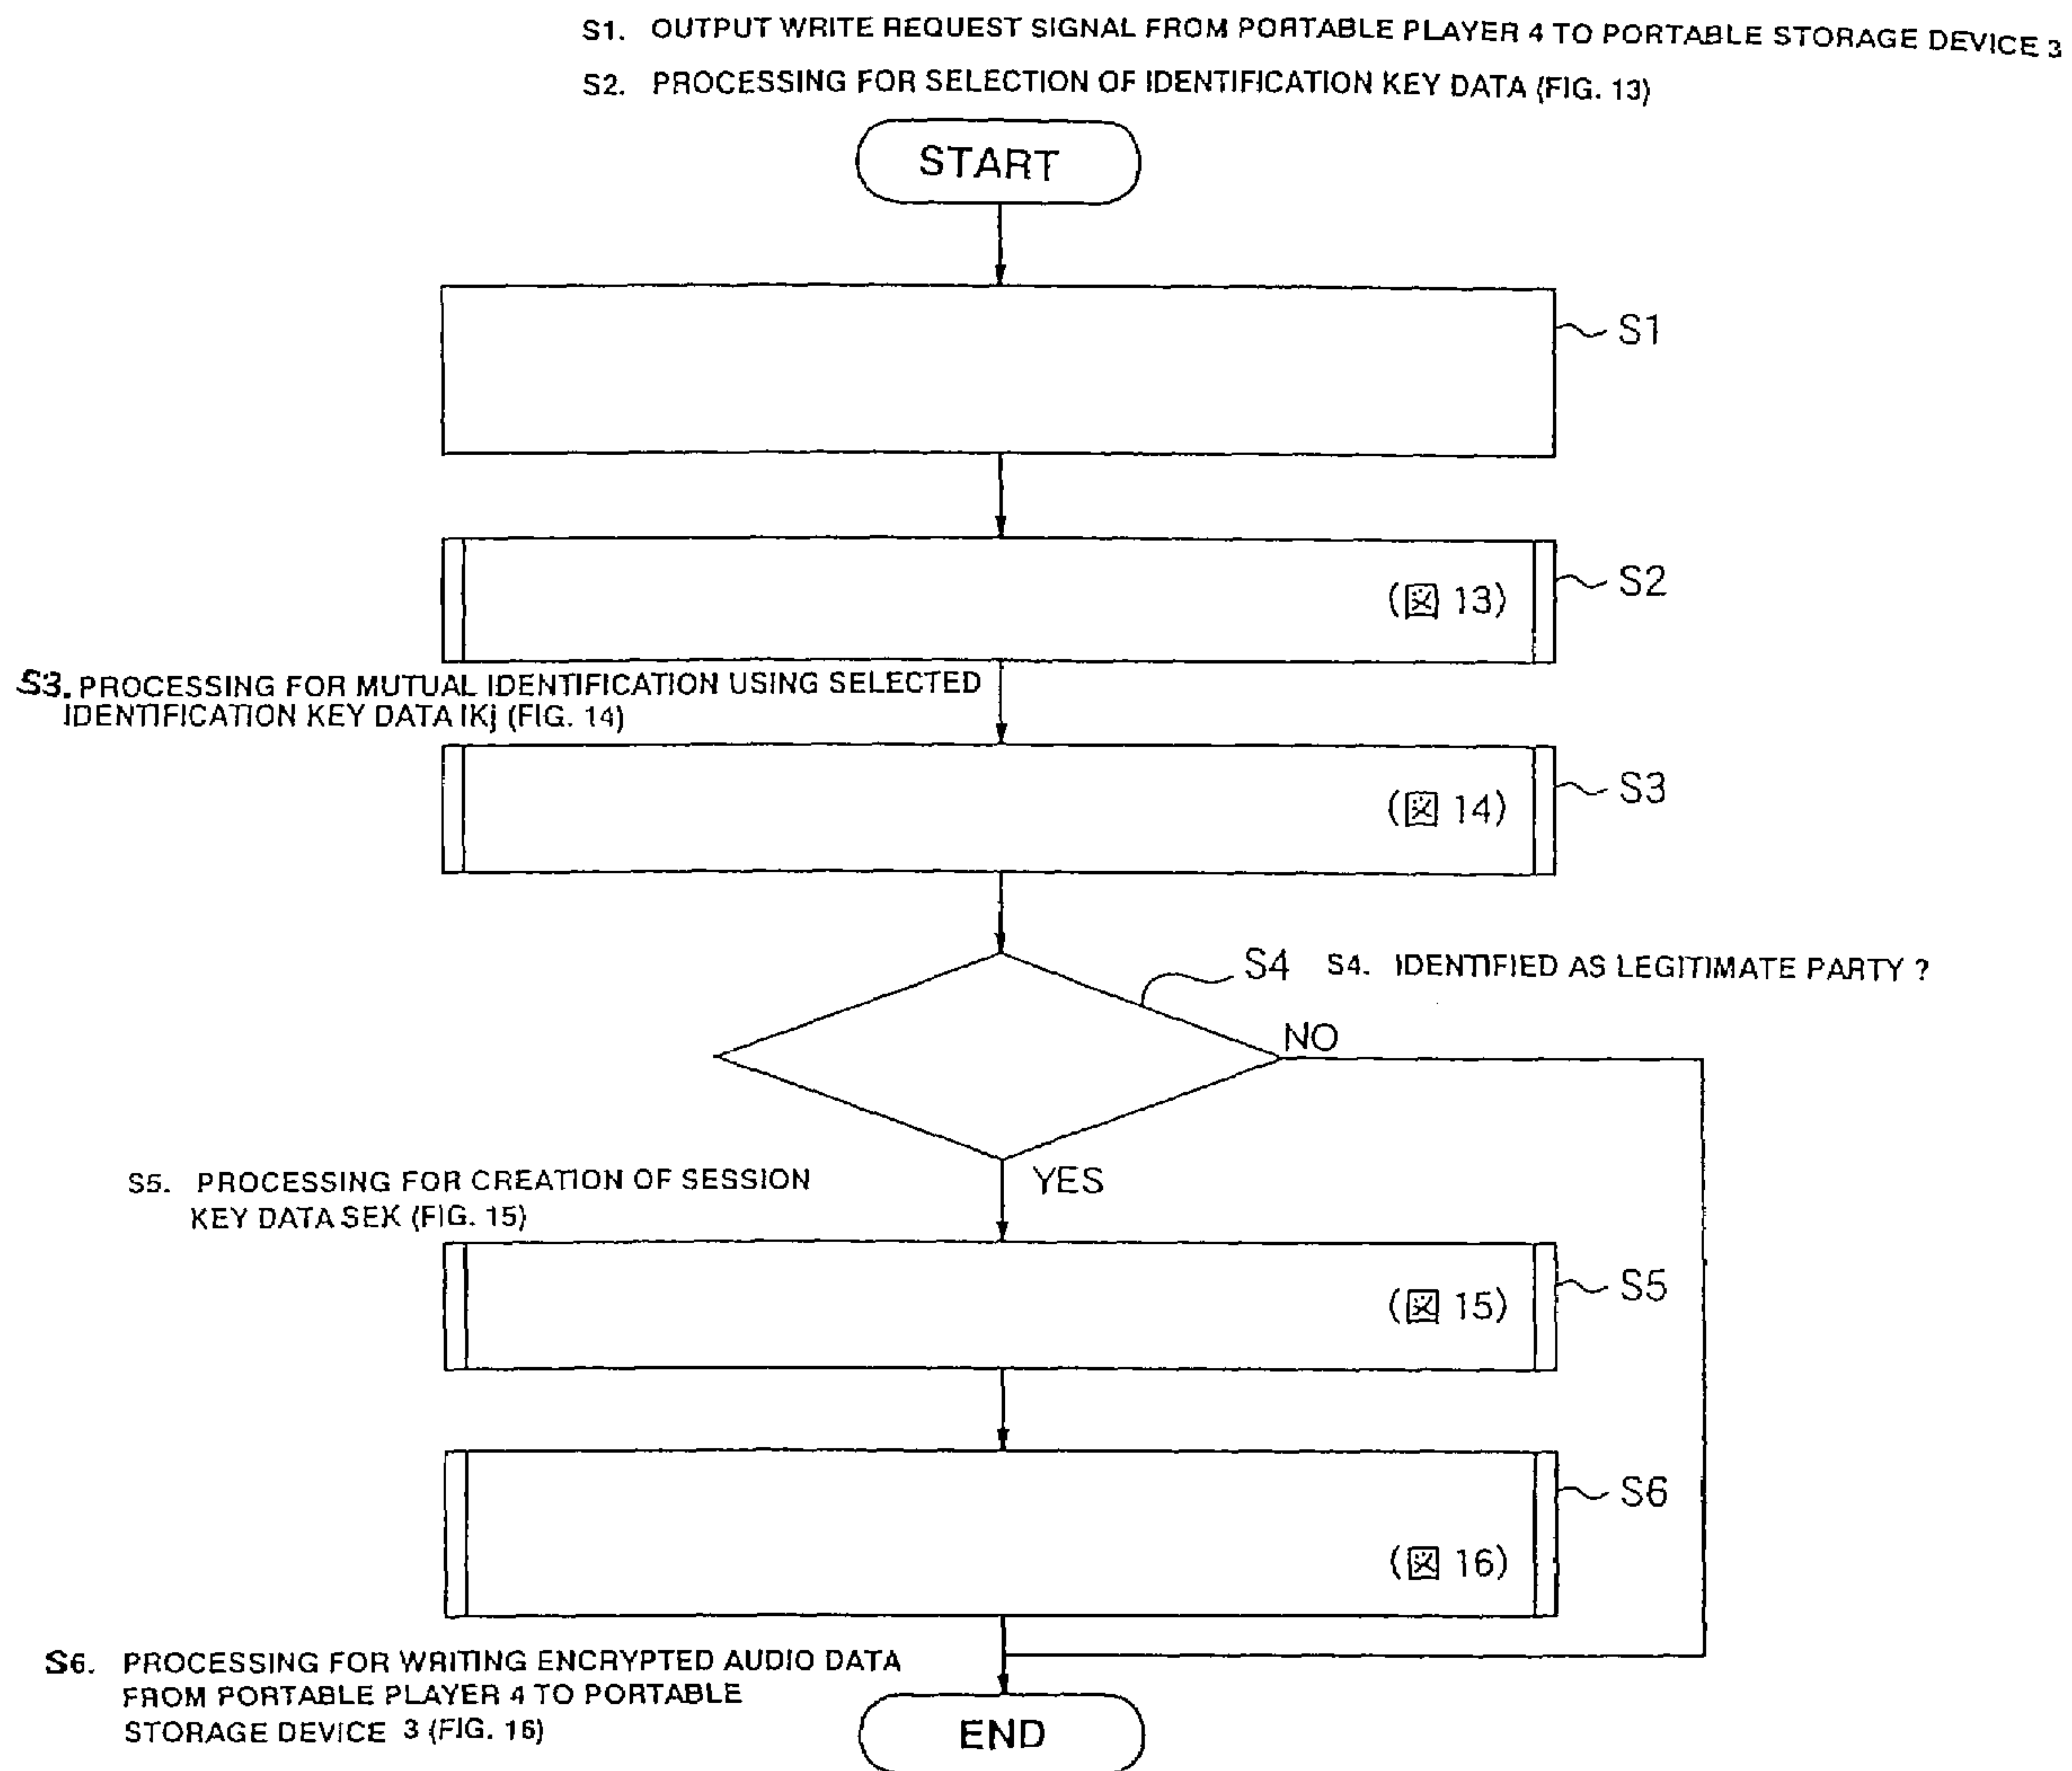 S1. OUTPUT WRITE REQUEST SIGNAL FROM PORTABLE PLAYER 4 TO PORTABLE STORAGE DEVICE 3
S2. PROCESSING FOR SELECTION OF IDENTIFICATION KEY DATA (FIG. 13)
START
S1
S2
(図 13)
S3. PROCESSING FOR MUTUAL IDENTIFICATION USING SELECTED
IDENTIFICATION KEY DATA IKj (FIG. 14)
S3
(図 14)
S4 S4. IDENTIFIED AS LEGITIMATE PARTY ?
NO
YES
S5. PROCESSING FOR CREATION OF SESSION
KEY DATA SEK (FIG. 15)
S5
(図 15)
S6
(図 16)
S6. PROCESSING FOR WRITING ENCRYPTED AUDIO DATA
FROM PORTABLE PLAYER 4 TO PORTABLE
STORAGE DEVICE 3 (FIG. 16)
END